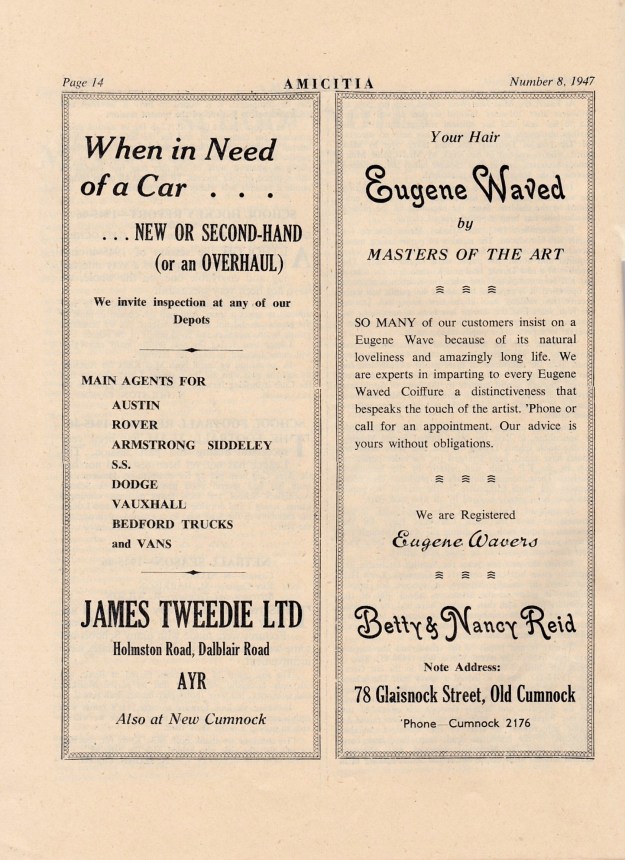 Page 14
AMICITIA
Number 8, 1947
When in Need
of a Car . . .
. . . NEW OR SECOND-HAND
(or an OVERHAUL)
We invite inspection at any of our
Depots
MAIN AGENTS FOR
AUSTIN
ROVER
ARMSTRONG SIDDELEY
S.S.
DODGE
VAUXHALL
BEDFORD TRUCKS
and VANS
JAMES TWEEDIE LTD
Holmston Road, Dalblair Road
AYR
Also at New Cumnock
Your Hair
Eugene Waved
by
MASTERS OF THE ART
SO MANY of our customers insist on a
Eugene Wave because of its natural
loveliness and amazingly long life. We
are experts in imparting to every Eugene
Waved Coiffure a distinctiveness that
bespeaks the touch of the artist. 'Phone or
call for an appointment. Our advice is
yours without obligations.
We are Registered
Eugene Wavers
Betty & Nancy Reid
Note Address:
78 Glaisnock Street, Old Cumnock
'Phone Cumnock 2176